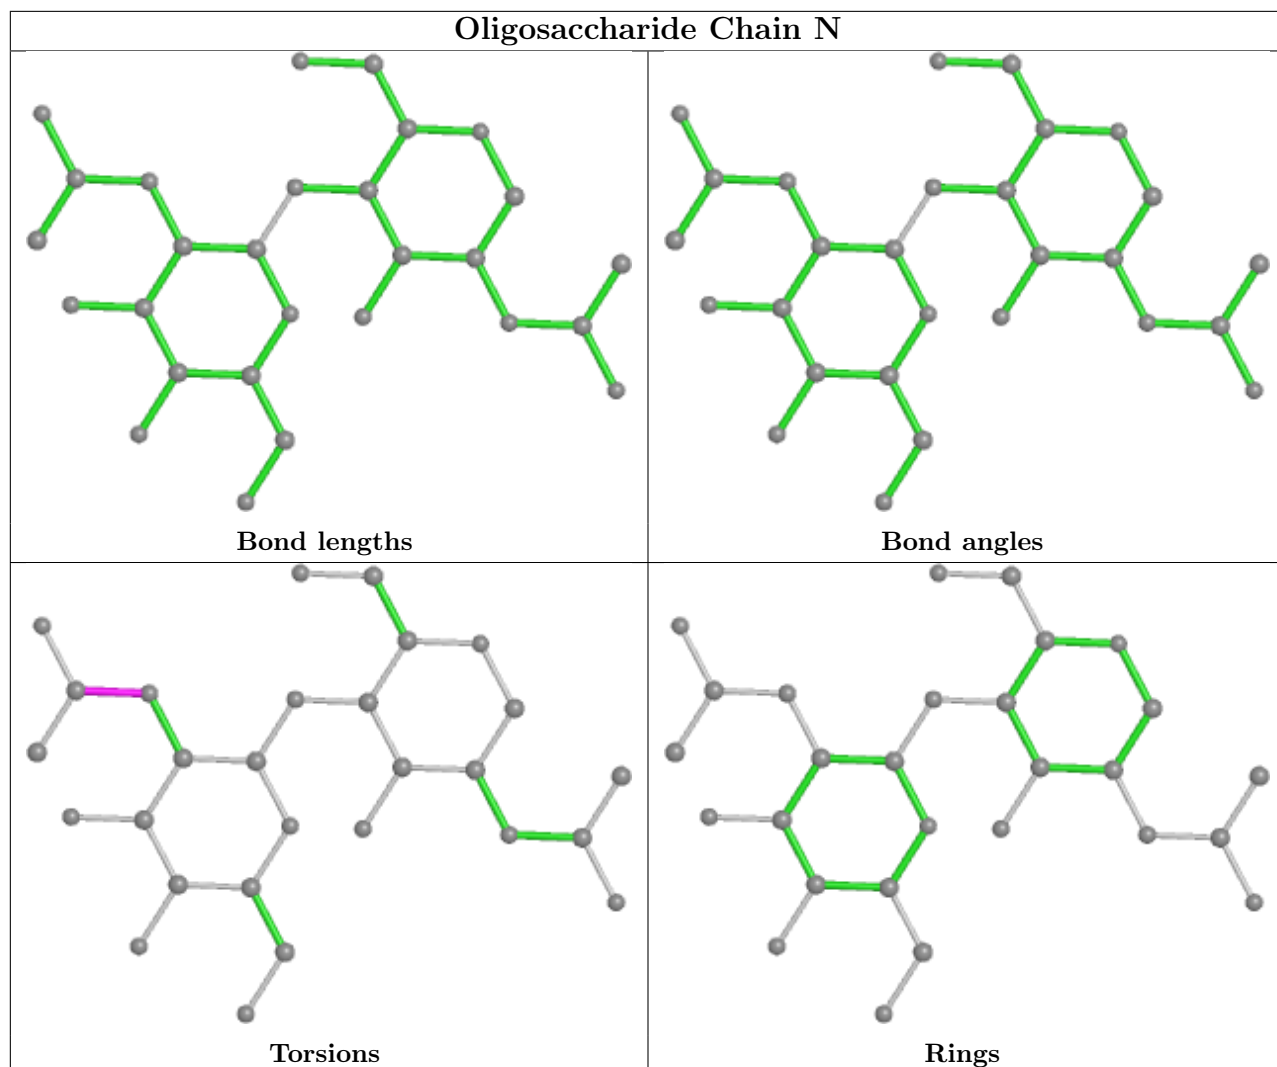 Oligosaccharide Chain N
Bond lengths
Bond angles
Torsions
Rings